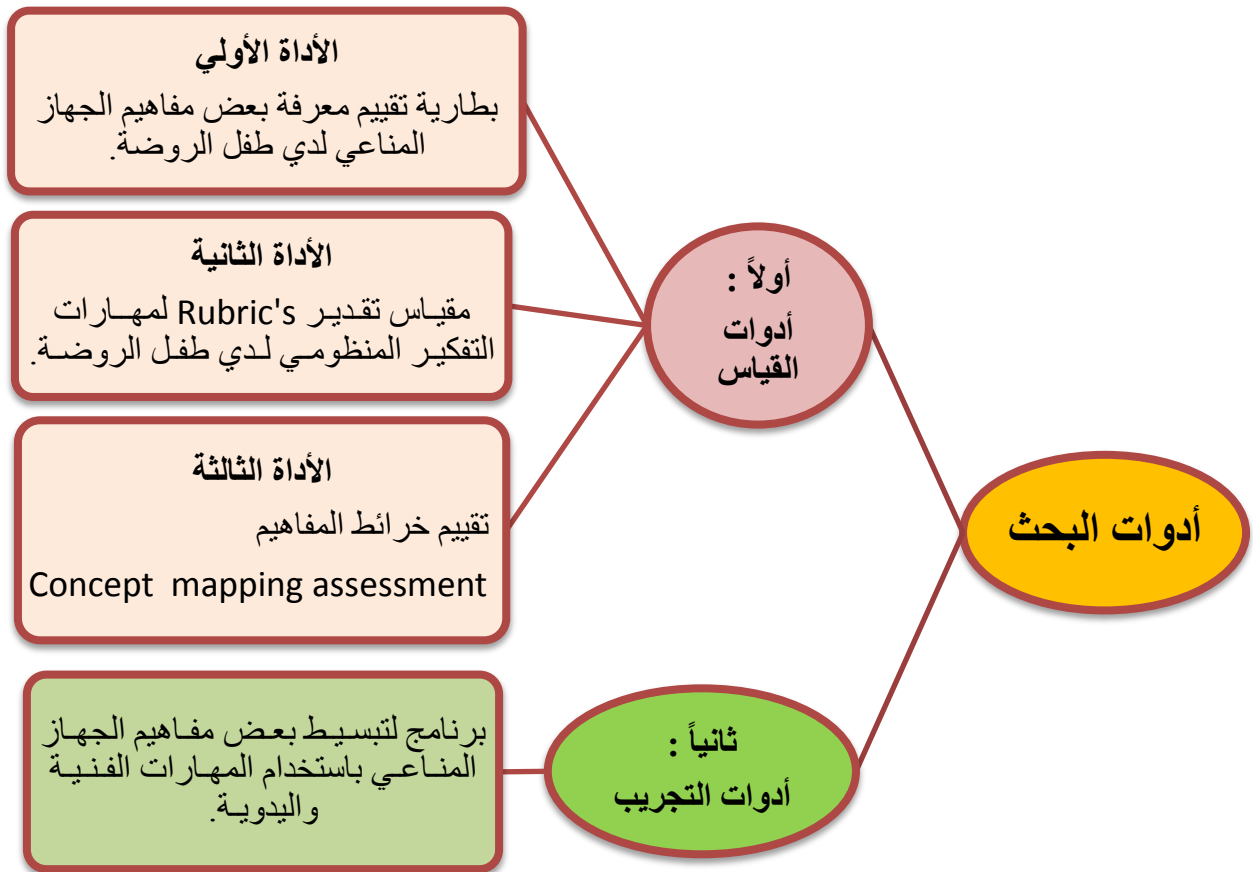 أدوات البحث
أولاً :
أدوات
القياس
الأداة الأولي
بطارية تقييم معرفة بعض مفاهيم الجهاز
المناعي لدي طفل الروضة.
الأداة الثانية
مقياس تقدير Rubric's لمهارات
التفكير المنظومي لدي طفل الروضة.
الأداة الثالثة
تقييم خرائط المفاهيم
Concept mapping assessment
ثانياً :
أدوات التجريب
برنامج لتبسيط بعض مفاهيم الجهاز
المناعي باستخدام المهارات الفنية
واليدوية.